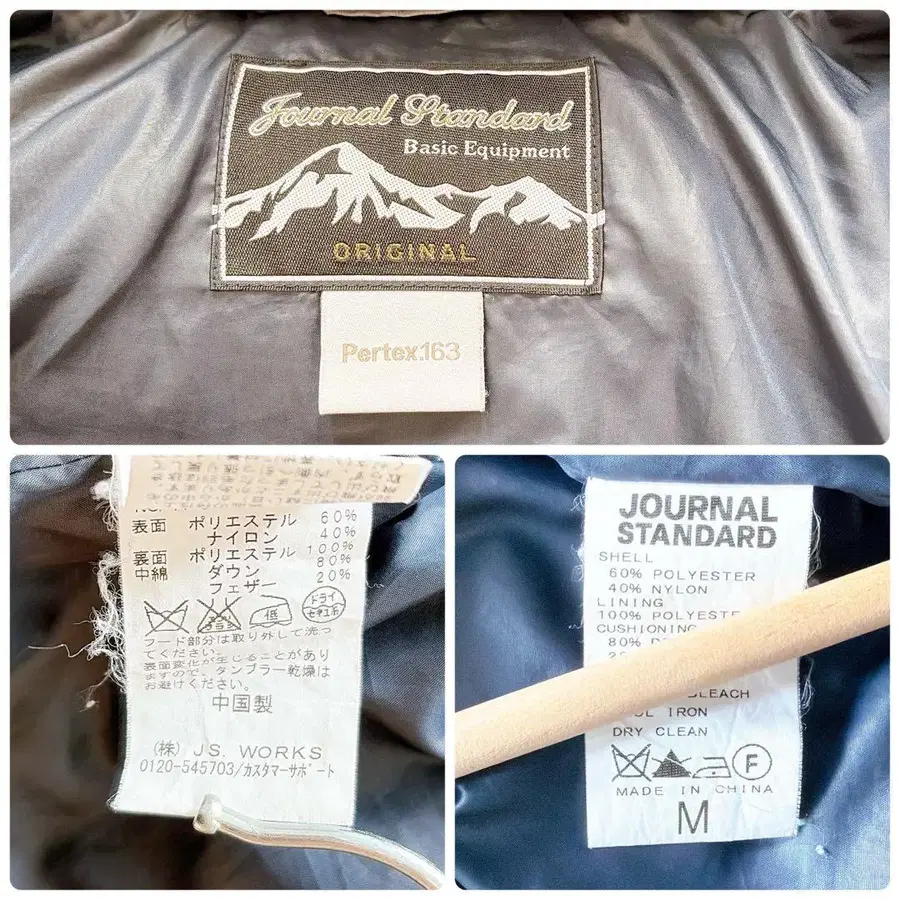 Journal Standard
Basic Equipment
ORIGINAL
Pertex.163
表面 ポリエステル 60%
ナイロン 40%
裏面 ポリエステル 100%
中綿 ダウン 80%
フェザー 20%
低
ドライ
セキユ系
フード部分は取り外して洗っ
てください。
表面変化が生じることがあり
ますので、タンブラー乾燥は
お避けください。
中国製
(株) J.S. WORKS
0120-545703/カスタマーサポート
JOURNAL
STANDARD
SHELL
60% POLYESTER
40% NYLON
LINING
100% POLYESTE
CUSHIONING
80% D
BLEACH
IRON
DRY CLEAN
F
MADE IN CHINA
M